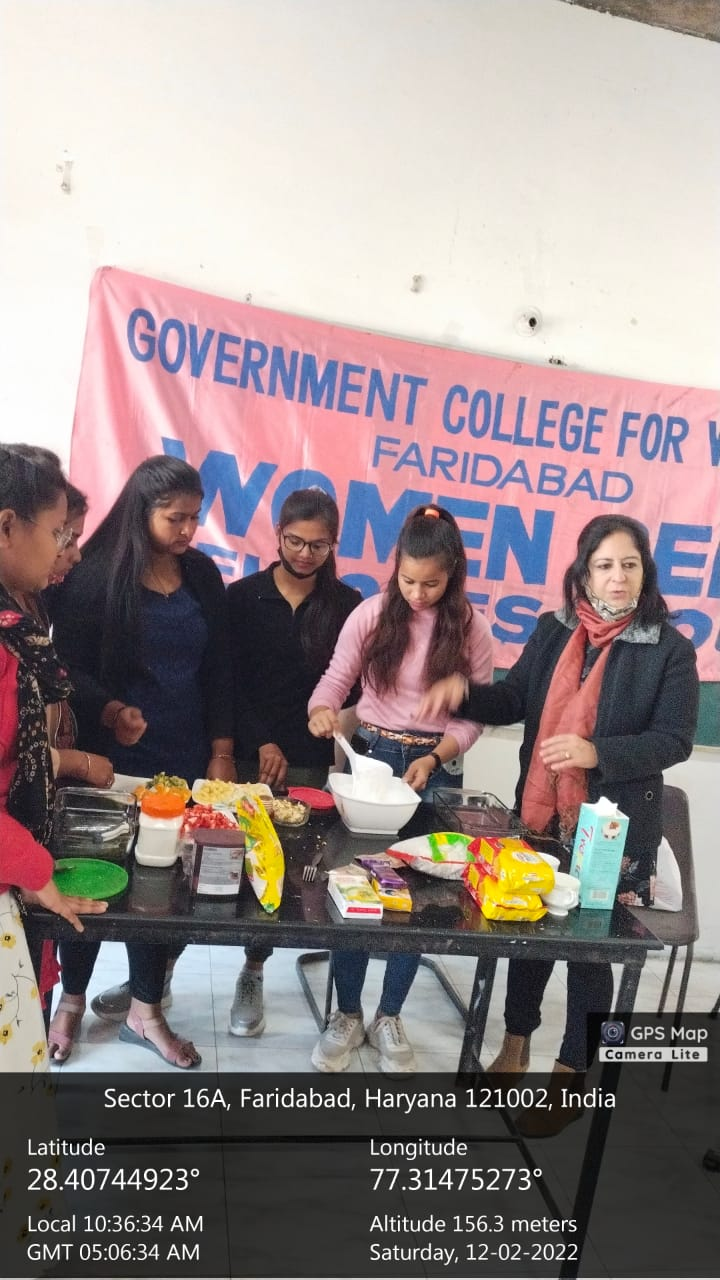 GOVERNMENT COLLEGE FOR
FARIDABAD
WOMEN
GPS Map
Camera Lite
Sector 16A, Faridabad, Haryana 121002, India
Latitude
28.40744923°
Longitude
77.31475273°
Local 10:36:34 AM
GMT 05:06:34 AM
Altitude 156.3 meters
Saturday, 12-02-2022